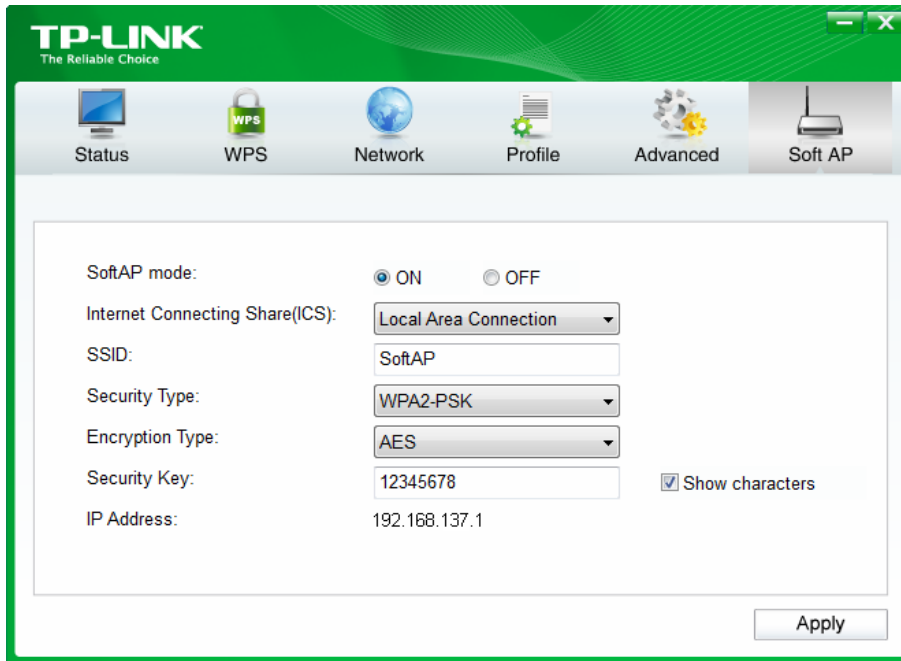 TP-LINK
The Reliable Choice
Status WPS Network Profile Advanced Soft AP
WPS
SoftAP mode: ON OFF
Internet Connecting Share(ICS): Local Area Connection
SSID: SoftAP
Security Type: WPA2-PSK
Encryption Type: AES
Security Key: 12345678 Show characters
IP Address: 192.168.137.1
Apply